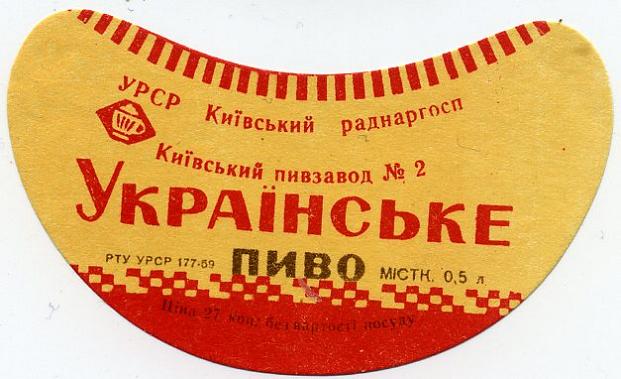 УРСР Київський раднаргосп
Київський пивзавод № 2
УКРАЇНСЬКЕ
РТУ УРСР 177-59 ПИВО МІСТК. 0,5 л
Ціна 27 коп. без вартості посуду